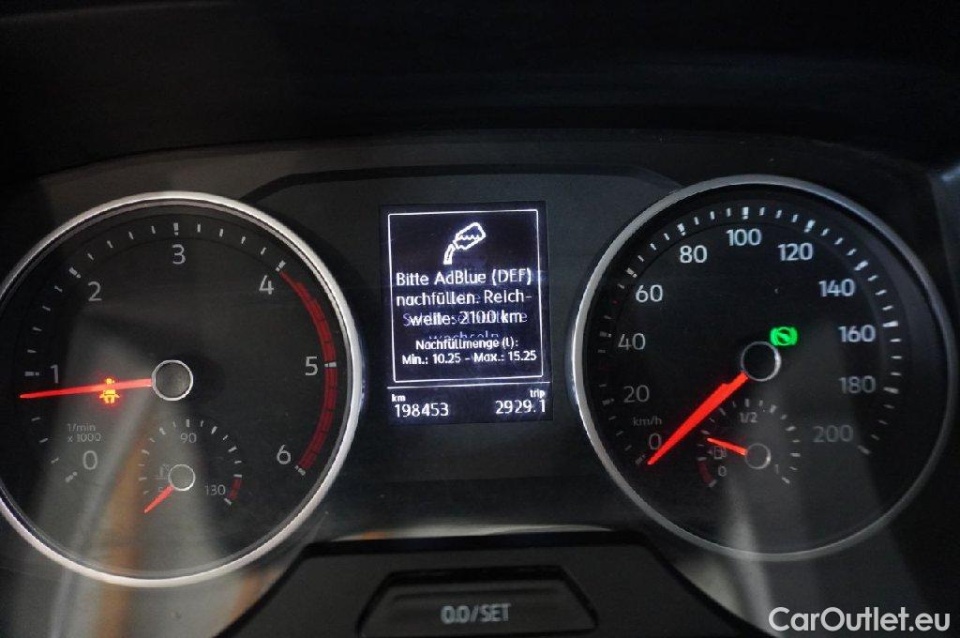 Bitte AdBlue (DEF)
nachfüllen. Reich-
weite: 2100 km
wechseln
Nachfüllmenge (l):
Min.: 10.25 - Max.: 15.25
km
198453
trip
2929.1
0
1
2
3
4
5
6
1/min
x 1000
90
130
0
20
40
60
80
100
120
140
160
180
200
km/h
1/2
0
1
0.0/SET
CarOutlet.eu